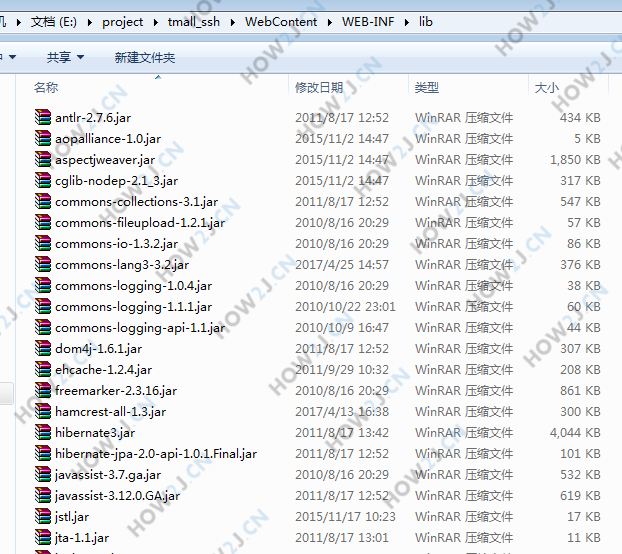 机 ▸ 文档 (E:) ▸ project ▸ tmall_ssh ▸ WebContent ▸ WEB-INF ▸ lib
共享 新建文件夹
名称 修改日期 类型 大小
antlr-2.7.6.jar 2011/8/17 12:52 WinRAR 压缩文件 434 KB
aopalliance-1.0.jar 2015/11/2 14:47 WinRAR 压缩文件 5 KB
aspectjweaver.jar 2015/11/2 14:47 WinRAR 压缩文件 1,850 KB
cglib-nodep-2.1_3.jar 2015/11/2 14:47 WinRAR 压缩文件 317 KB
commons-collections-3.1.jar 2011/8/17 12:52 WinRAR 压缩文件 547 KB
commons-fileupload-1.2.1.jar 2010/8/16 20:29 WinRAR 压缩文件 57 KB
commons-io-1.3.2.jar 2010/8/16 20:29 WinRAR 压缩文件 86 KB
commons-lang3-3.2.jar 2017/4/25 14:57 WinRAR 压缩文件 376 KB
commons-logging-1.0.4.jar 2010/8/16 20:29 WinRAR 压缩文件 38 KB
commons-logging-1.1.1.jar 2010/10/22 23:01 WinRAR 压缩文件 60 KB
commons-logging-api-1.1.jar 2010/10/9 16:47 WinRAR 压缩文件 44 KB
dom4j-1.6.1.jar 2011/8/17 12:52 WinRAR 压缩文件 307 KB
ehcache-1.2.4.jar 2011/9/29 10:32 WinRAR 压缩文件 208 KB
freemarker-2.3.16.jar 2010/8/16 20:29 WinRAR 压缩文件 861 KB
hamcrest-all-1.3.jar 2017/4/13 16:38 WinRAR 压缩文件 300 KB
hibernate3.jar 2011/8/17 13:42 WinRAR 压缩文件 4,044 KB
hibernate-jpa-2.0-api-1.0.1.Final.jar 2011/8/17 12:52 WinRAR 压缩文件 101 KB
javassist-3.7.ga.jar 2010/8/16 20:29 WinRAR 压缩文件 532 KB
javassist-3.12.0.GA.jar 2011/8/17 12:52 WinRAR 压缩文件 619 KB
jstl.jar 2015/11/17 10:23 WinRAR 压缩文件 17 KB
jta-1.1.jar 2011/8/17 13:01 WinRAR 压缩文件 11 KB
HOW2J.CN